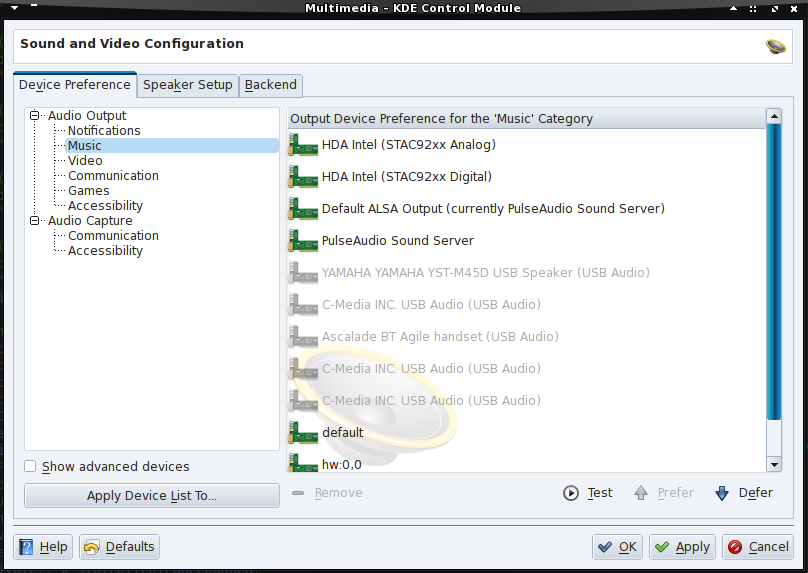 Multimedia – KDE Control Module
Sound and Video Configuration
Device Preference
Speaker Setup
Backend
Audio Output
Notifications
Music
Video
Communication
Games
Accessibility
Audio Capture
Communication
Accessibility
Show advanced devices
Apply Device List To...
Output Device Preference for the 'Music' Category
HDA Intel (STAC92xx Analog)
HDA Intel (STAC92xx Digital)
Default ALSA Output (currently PulseAudio Sound Server)
PulseAudio Sound Server
YAMAHA YAMAHA YST-M45D USB Speaker (USB Audio)
C-Media INC. USB Audio (USB Audio)
Ascalade BT Agile handset (USB Audio)
C-Media INC. USB Audio (USB Audio)
C-Media INC. USB Audio (USB Audio)
default
hw:0,0
Remove
Test
Prefer
Defer
Help
Defaults
OK
Apply
Cancel